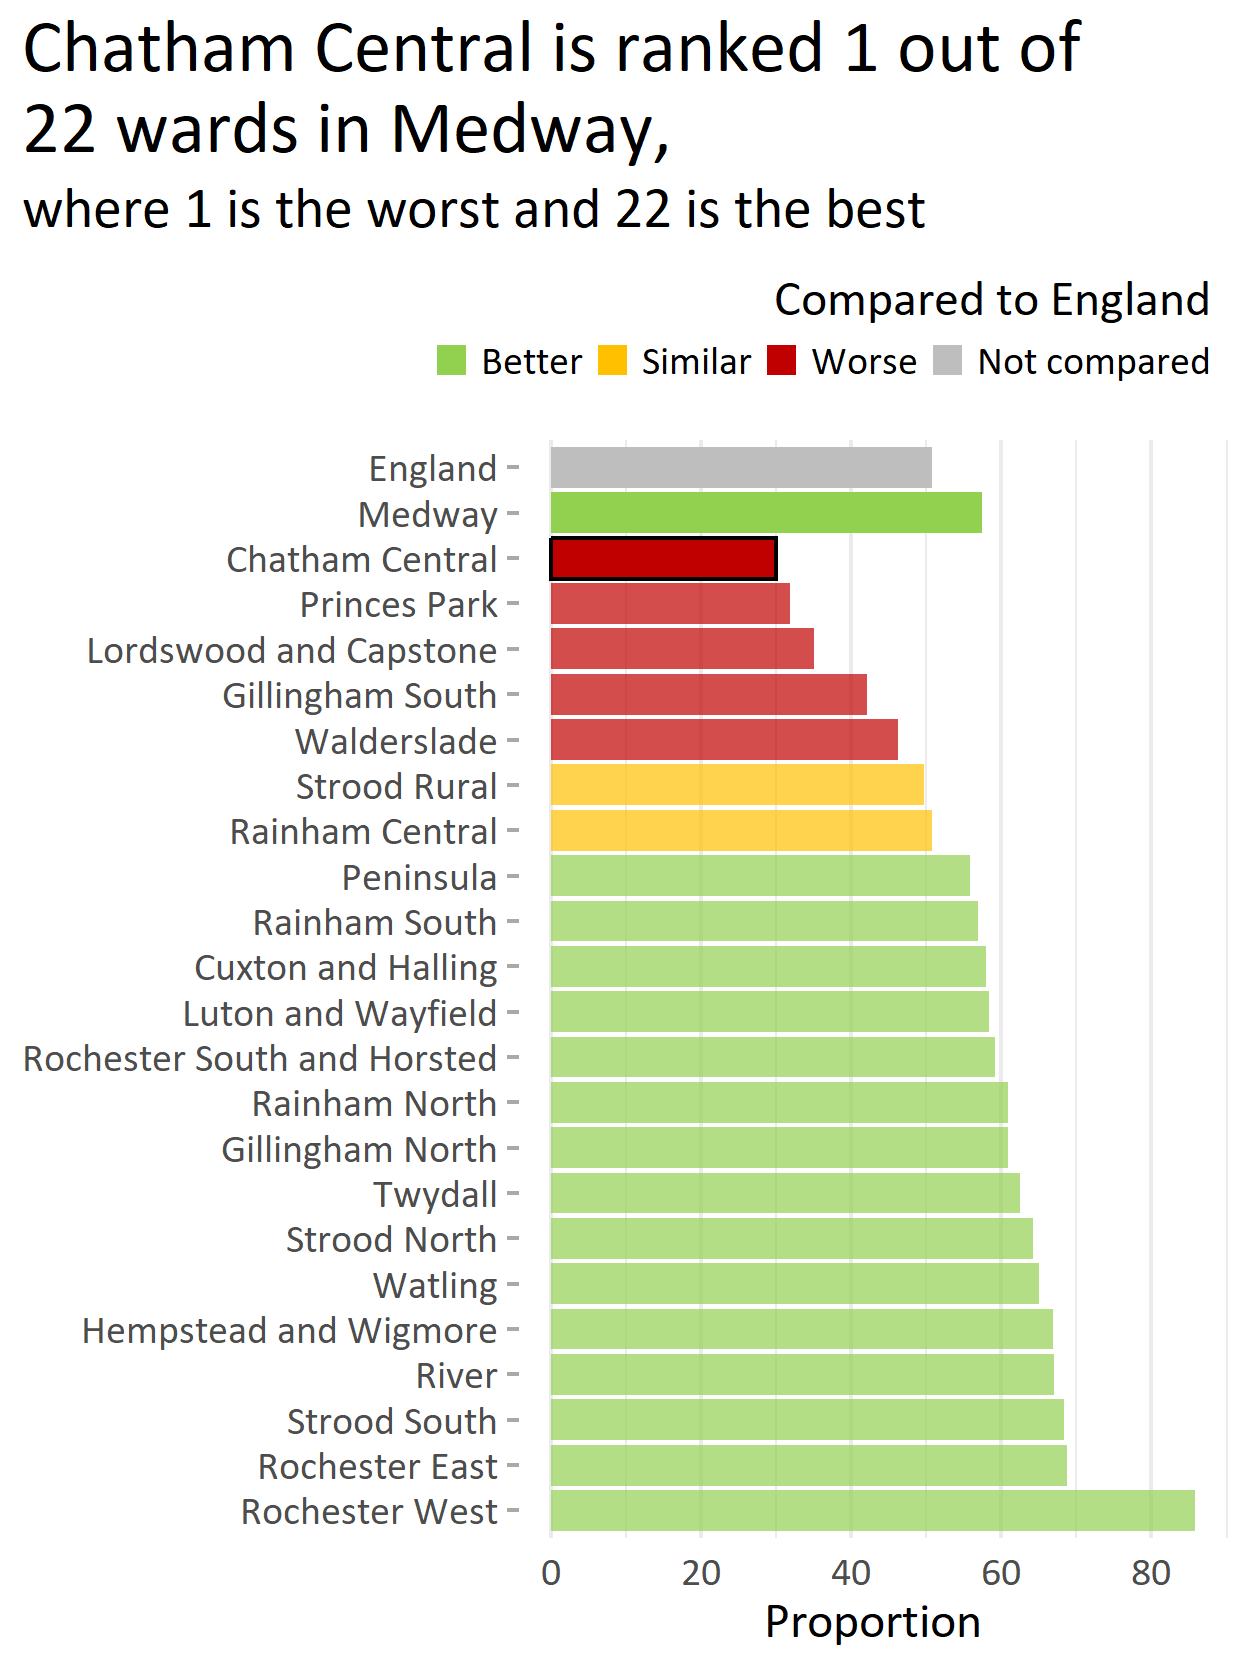 Chatham Central is ranked 1 out of
22 wards in Medway,
where 1 is the worst and 22 is the best
Compared to England
Better Similar Worse Not compared
England
Medway
Chatham Central
Princes Park
Lordswood and Capstone
Gillingham South
Walderslade
Strood Rural
Rainham Central
Peninsula
Rainham South
Cuxton and Halling
Luton and Wayfield
Rochester South and Horsted
Rainham North
Gillingham North
Twydall
Strood North
Watling
Hempstead and Wigmore
River
Strood South
Rochester East
Rochester West
0 20 40 60 80
Proportion